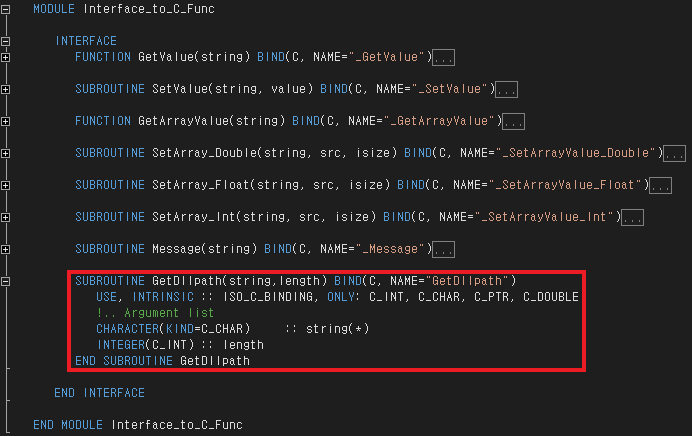 MODULE Interface_to_C_Func
INTERFACE
FUNCTION GetValue(string) BIND(C, NAME="_GetValue")...
SUBROUTINE SetValue(string, value) BIND(C, NAME="_SetValue")...
FUNCTION GetArrayValue(string) BIND(C, NAME="_GetArrayValue")...
SUBROUTINE SetArray_Double(string, src, isize) BIND(C, NAME="_SetArrayValue_Double")...
SUBROUTINE SetArray_Float(string, src, isize) BIND(C, NAME="_SetArrayValue_Float")...
SUBROUTINE SetArray_Int(string, src, isize) BIND(C, NAME="_SetArrayValue_Int")...
SUBROUTINE Message(string) BIND(C, NAME="_Message")...
SUBROUTINE GetDllpath(string,length) BIND(C, NAME="GetDllpath")
USE, INTRINSIC :: ISO_C_BINDING, ONLY: C_INT, C_CHAR, C_PTR, C_DOUBLE
!.. Argument list
CHARACTER(KIND=C_CHAR) :: string(*)
INTEGER(C_INT) :: length
END SUBROUTINE GetDllpath
END INTERFACE
END MODULE Interface_to_C_Func